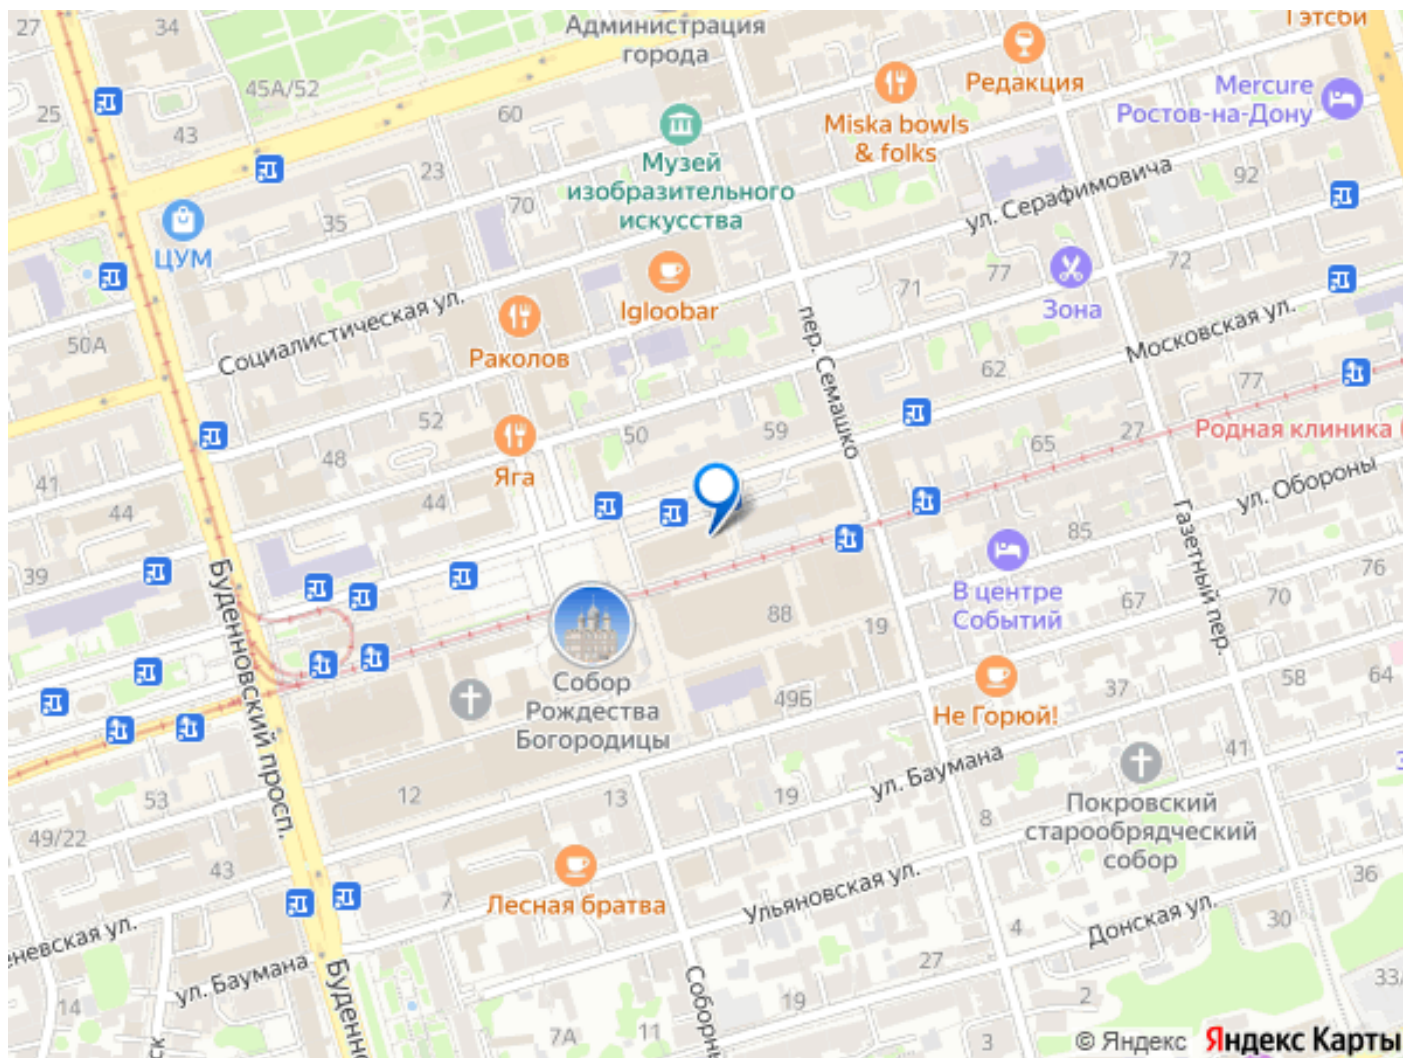 27
34
Администрация
города
Гэтсби
Редакция
45А/52
25
43
60
Miska bowls
& folks
Mercure
Ростов-на-Дону
Музей
изобразительного
искусства
23
92
ул. Серафимовича
70
35
ЦУМ
Igloobar
71
77
72
Зона
Социалистическая ул.
Раколов
50А
пер. Семашко
Московская ул.
62
77
52
50
59
65
27
Родная клиника
Яга
48
41
44
44
ул. Обороны
85
Газетный пер.
39
Буденновский просп.
В центре
Событий
76
67
70
88
19
Собор
Рождества
Богородицы
49Б
37
58
64
Не Горюй!
41
ул. Баумана
53
12
13
19
8
Покровский
старообрядческий
собор
49/22
43
7
Лесная братва
Ульяновская ул.
36
4
Донская ул.
30
невская ул.
ул. Баумана
Буденно
Соборны
27
33/
14
ск
19
2
7А
11
3
© Яндекс
Яндекс Карты